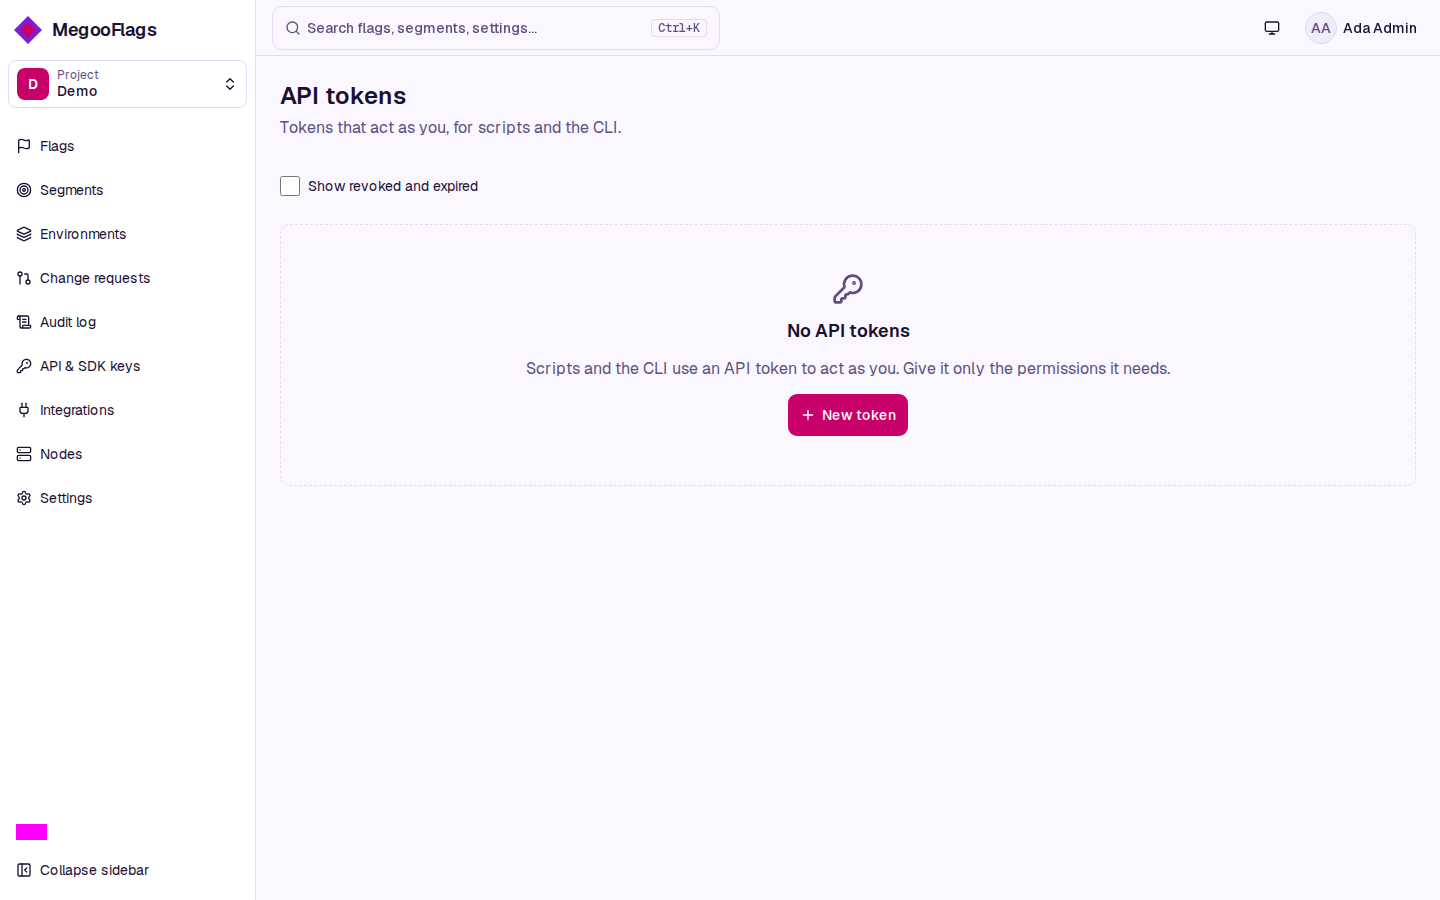 MegooFlags
Search flags, segments, settings...
Ctrl+K
AA
Ada Admin
D
Project
Demo
Flags
Segments
Environments
Change requests
Audit log
API & SDK keys
Integrations
Nodes
Settings
Collapse sidebar
API tokens
Tokens that act as you, for scripts and the CLI.
Show revoked and expired
No API tokens
Scripts and the CLI use an API token to act as you. Give it only the permissions it needs.
New token